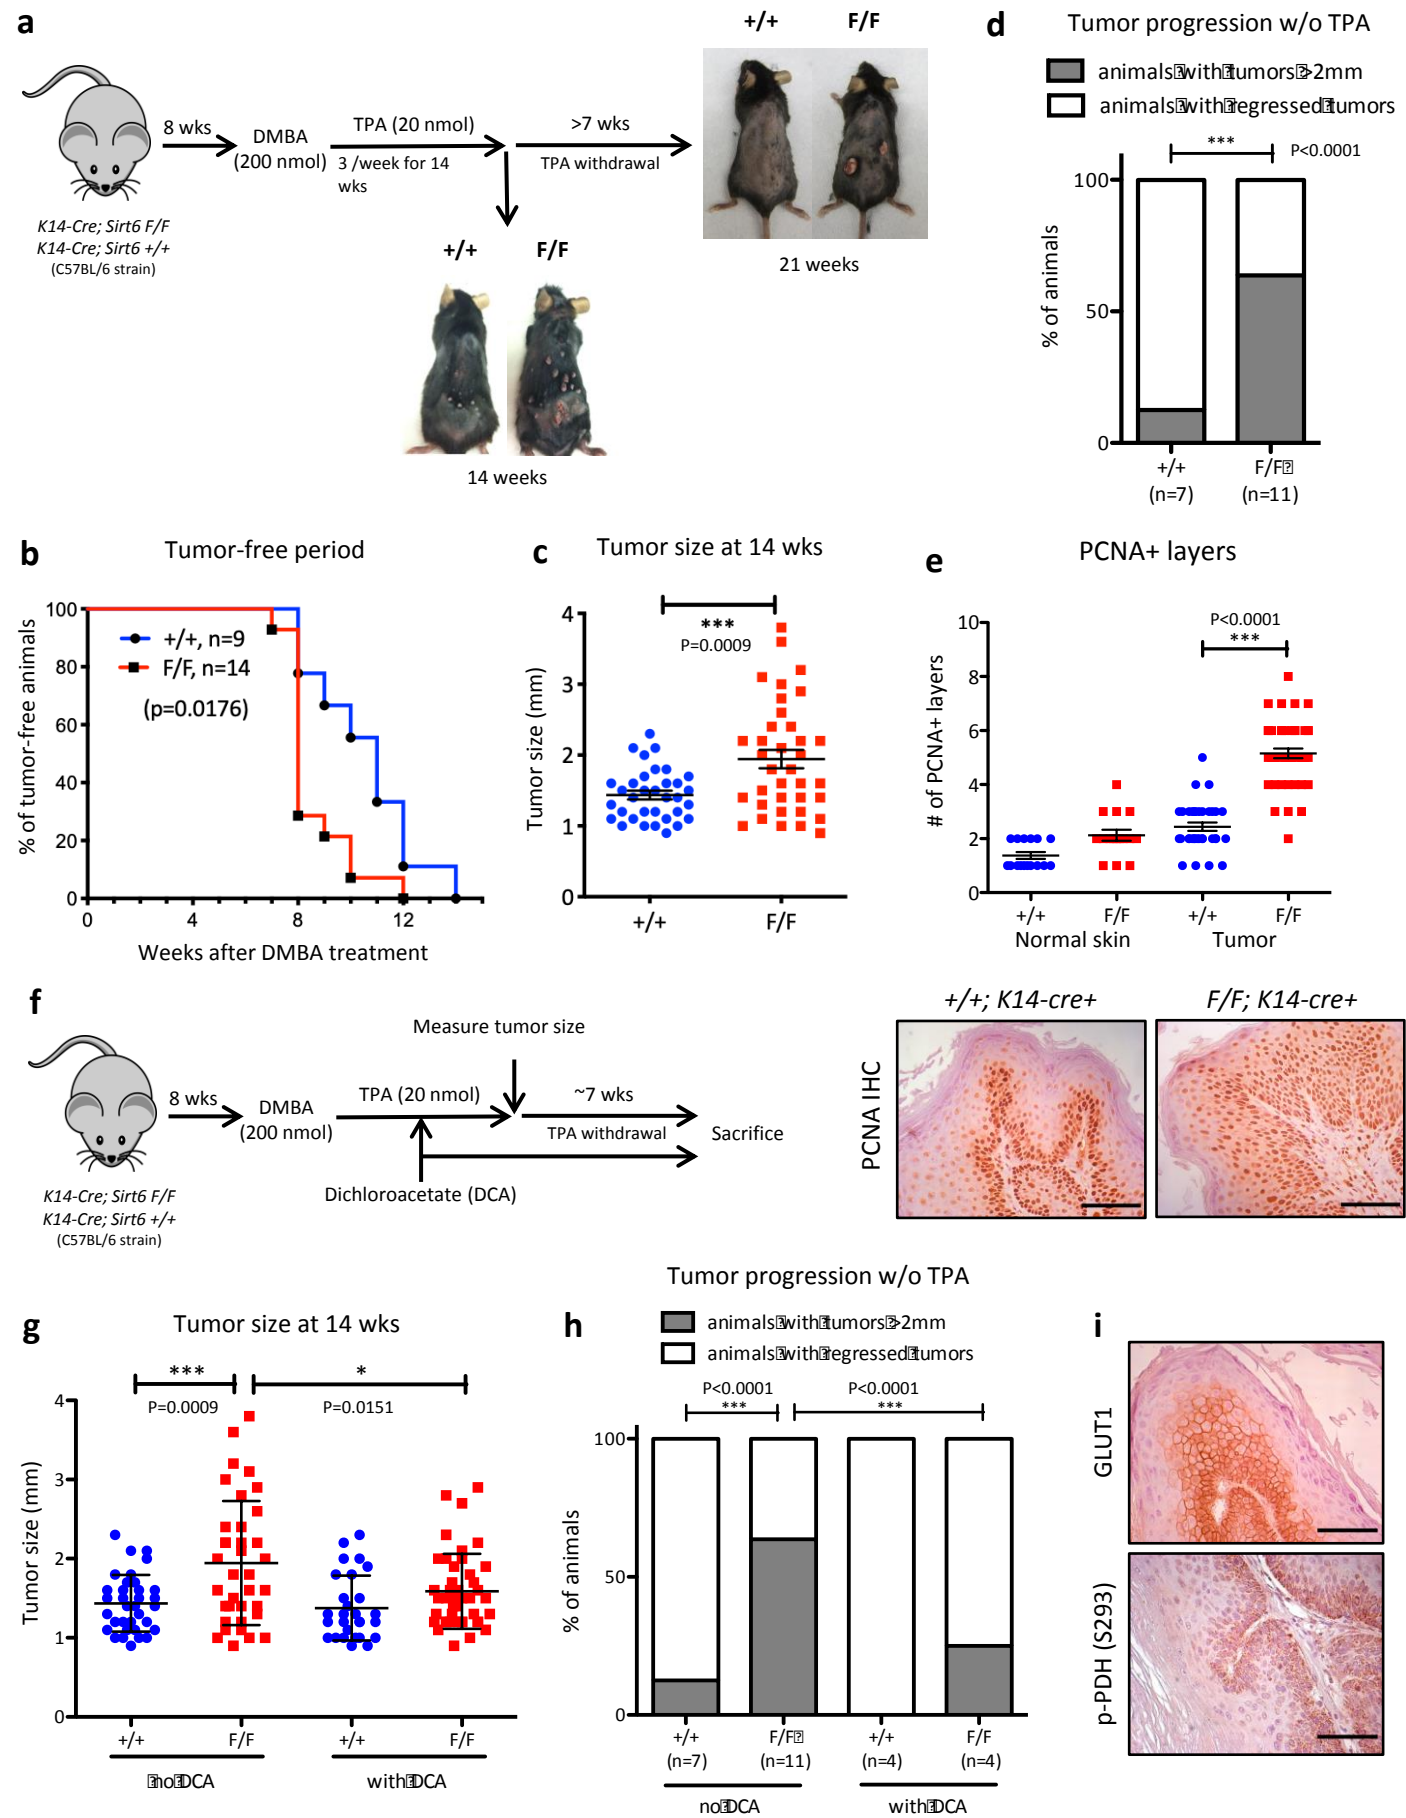 a
+/+ F/F
8 wks
DMBA
(200 nmol)
TPA (20 nmol)
3 /week for 14
wks
>7 wks
TPA withdrawal
K14-Cre; Sirt6 F/F
K14-Cre; Sirt6 +/+
(C57BL/6 strain)
21 weeks
+/+ F/F
14 weeks
d
Tumor progression w/o TPA
animals with tumors >2mm
animals with regressed tumors
***
P<0.0001
% of animals
100
50
0
+/+ F/F
(n=7) (n=11)
b
Tumor-free period
% of tumor-free animals
100
80
60
40
20
0
+/+, n=9
F/F, n=14
(p=0.0176)
0 4 8 12
Weeks after DMBA treatment
c
Tumor size at 14 wks
***
P=0.0009
Tumor size (mm)
4
3
2
1
0
+/+ F/F
e
PCNA+ layers
# of PCNA+ layers
P<0.0001
***
10
8
6
4
2
0
+/+ F/F +/+ F/F
Normal skin Tumor
+/+; K14-cre+ F/F; K14-cre+
PCNA IHC
f
Measure tumor size
8 wks
DMBA
(200 nmol)
TPA (20 nmol)
~7 wks
TPA withdrawal
Sacrifice
Dichloroacetate (DCA)
K14-Cre; Sirt6 F/F
K14-Cre; Sirt6 +/+
(C57BL/6 strain)
g
Tumor size at 14 wks
*** *
P=0.0009 P=0.0151
Tumor size (mm)
4
3
2
1
0
+/+ F/F +/+ F/F
no DCA with DCA
h
Tumor progression w/o TPA
animals with tumors >2mm
animals with regressed tumors
P<0.0001 P<0.0001
*** ***
% of animals
100
50
0
+/+ F/F +/+ F/F
(n=7) (n=11) (n=4) (n=4)
no DCA with DCA
i
GLUT1
p-PDH (S293)